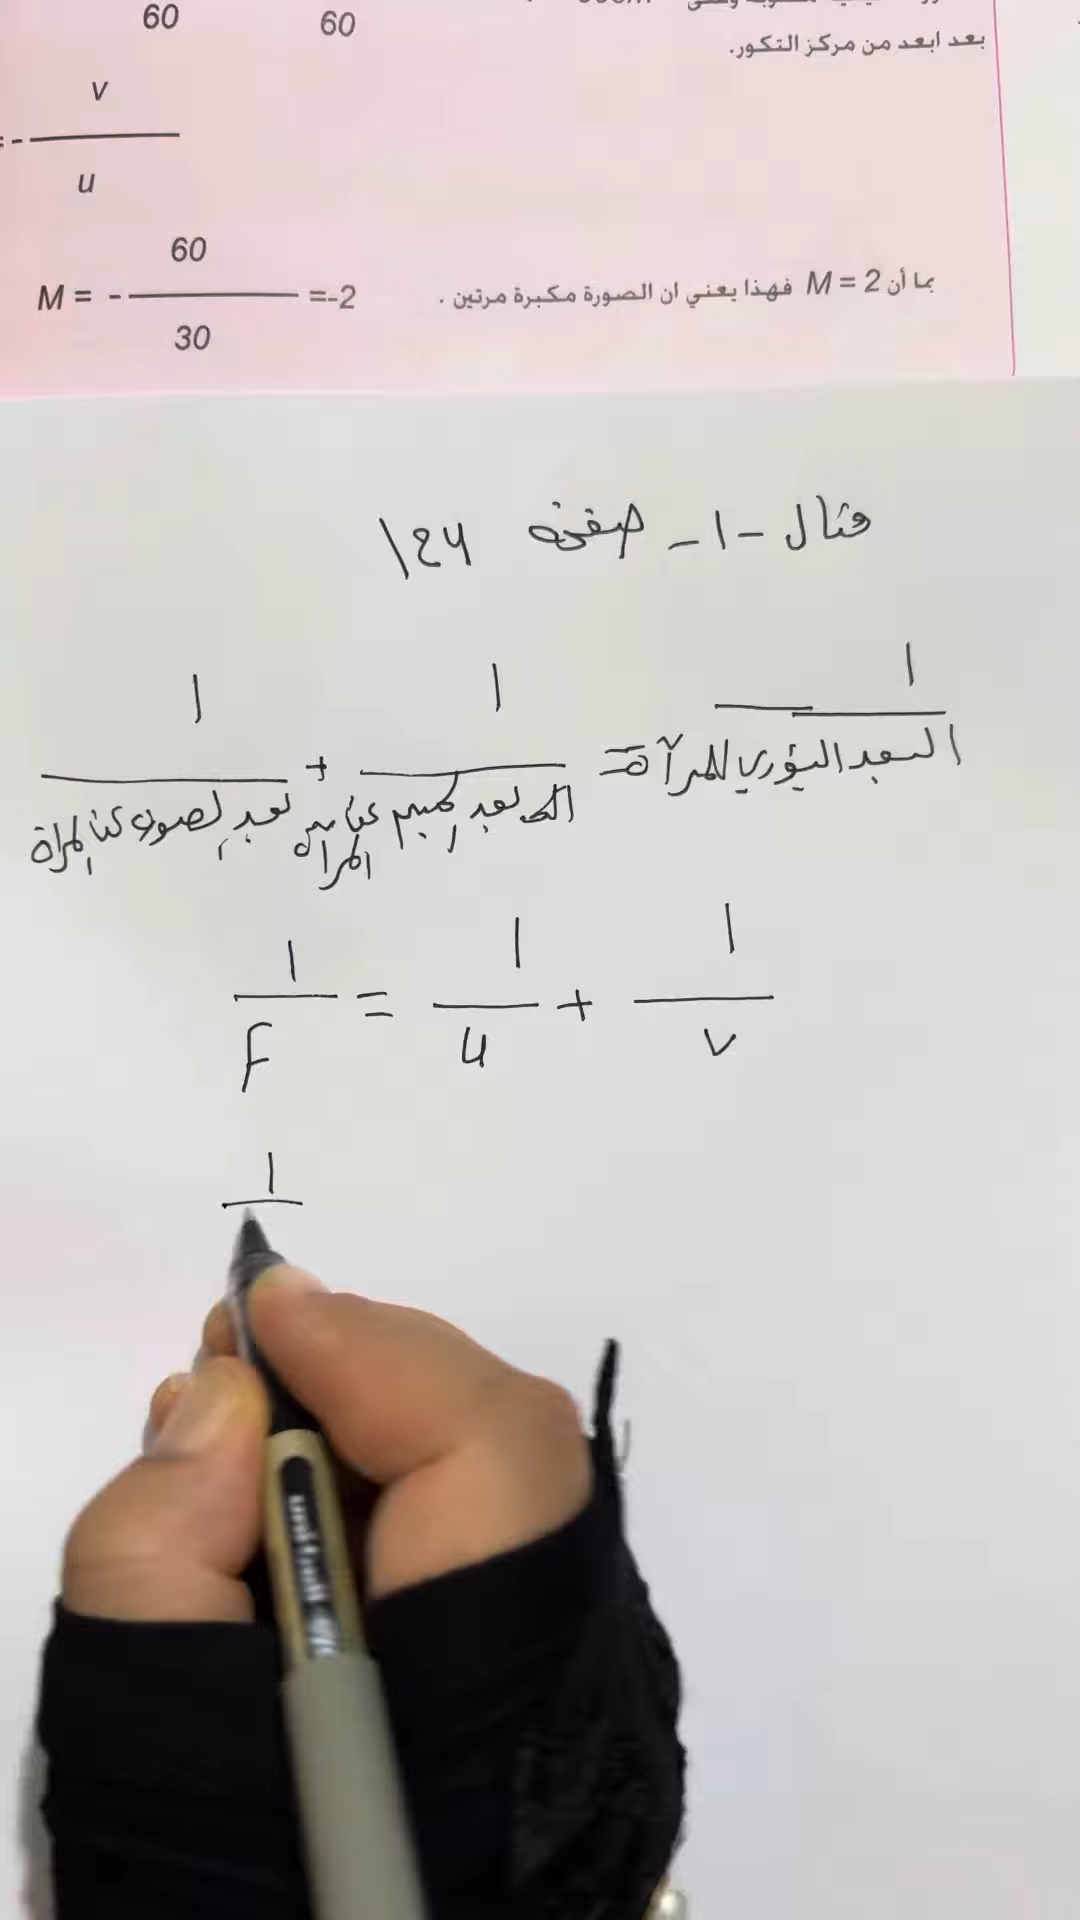 60 60
بعد ابعد من مركز التكور.
v
= -
u
60
M = - =-2
30
بما أن M = 2 فهذا يعني ان الصورة مكبرة مرتين .
مثال -1- صفحة 124
1 1 1
البعد البؤري للمرآة = بعد الجسم عن المرآة + بعد الصورة عن المرآة
1 = 1 + 1
F u v
1
uniball